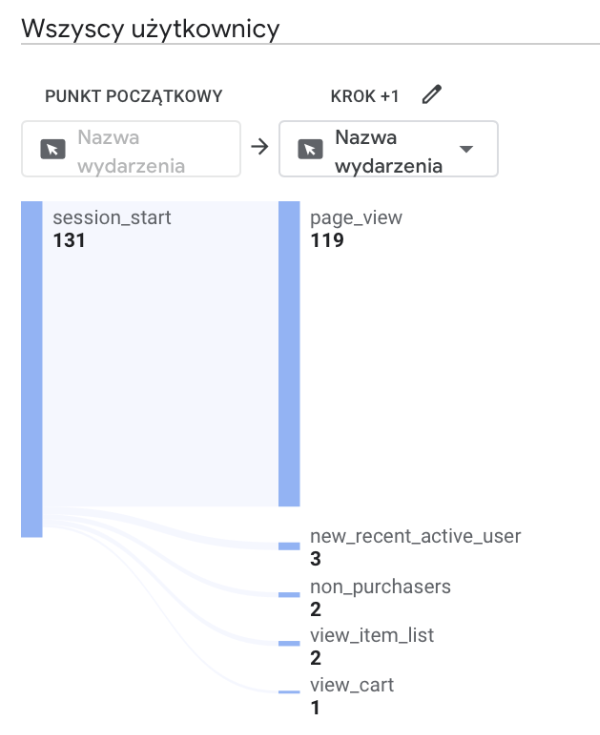 Wszyscy użytkownicy
PUNKT POCZĄTKOWY
KROK +1
Nazwa
wydarzenia
Nazwa
wydarzenia
session_start
131
page_view
119
new_recent_active_user
3
non_purchasers
2
view_item_list
2
view_cart
1